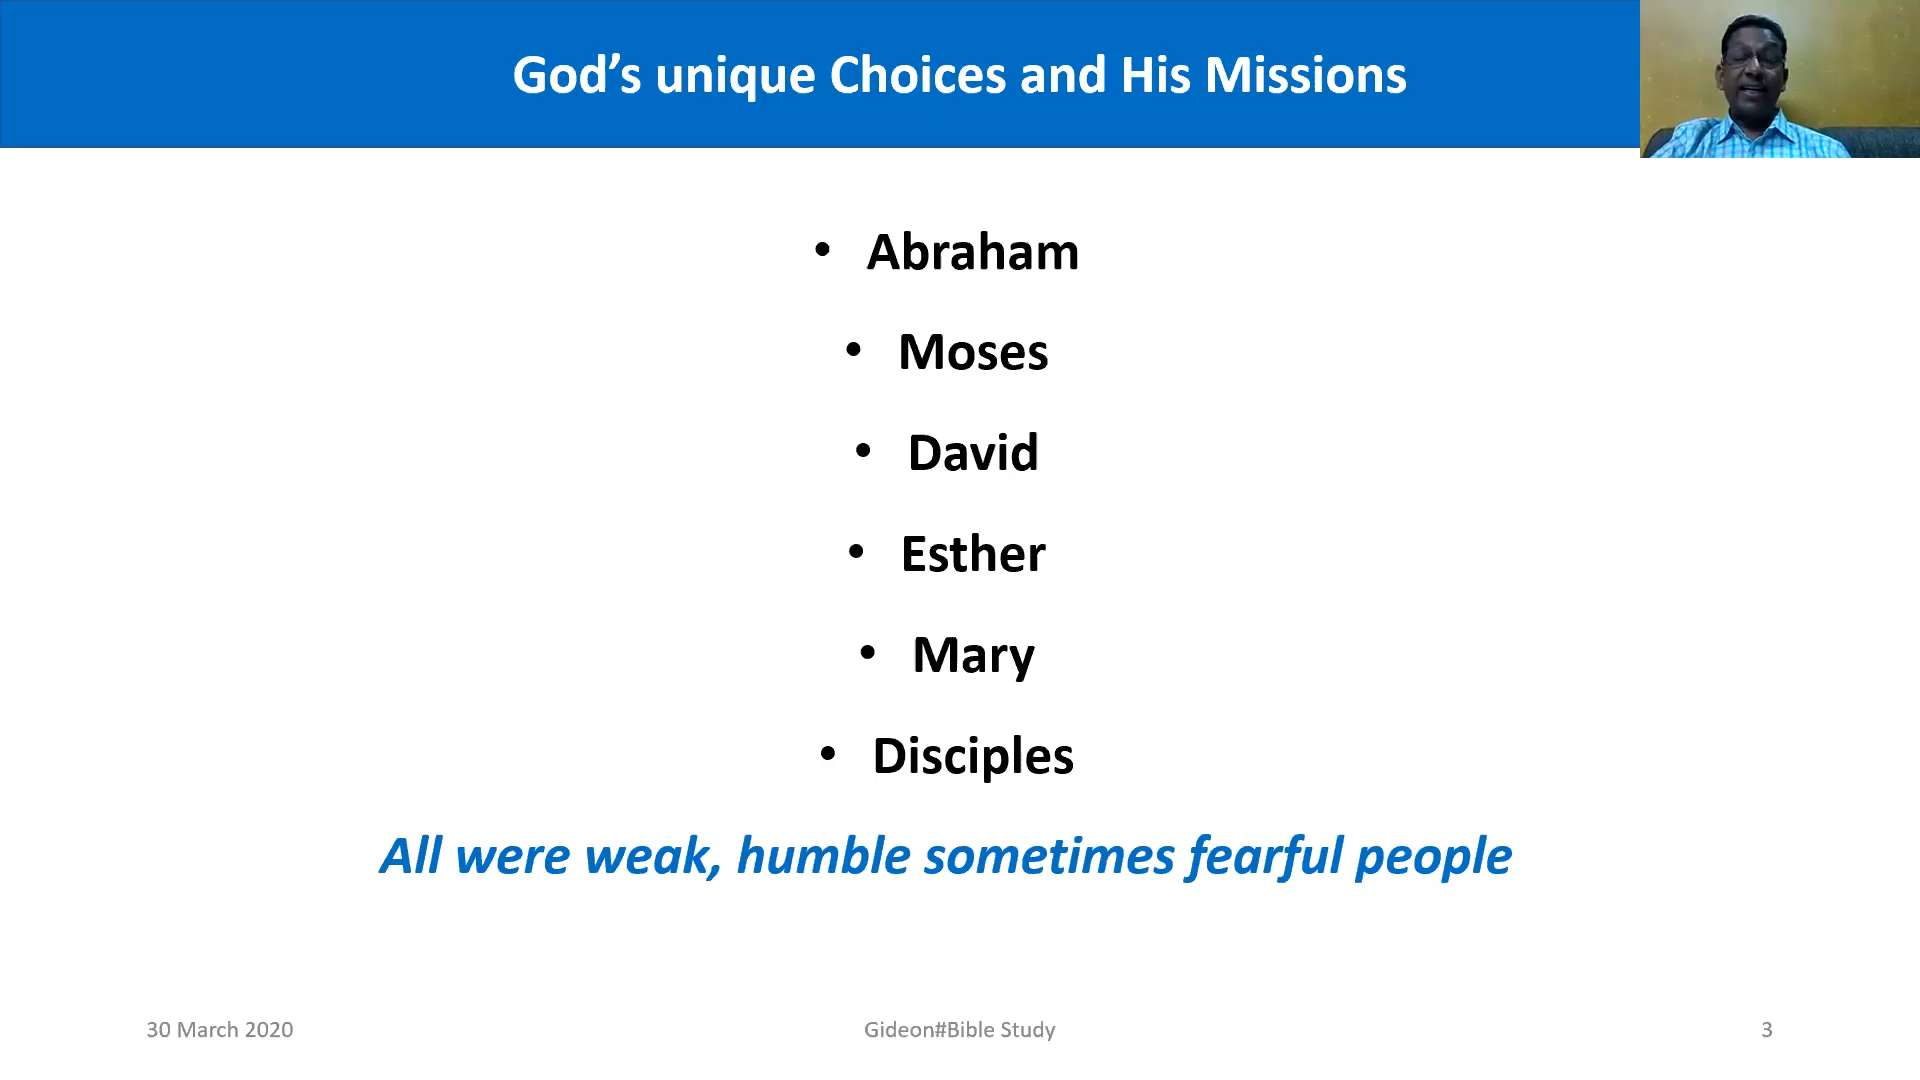 God’s unique Choices and His Missions
• Abraham
• Moses
• David
• Esther
• Mary
• Disciples
All were weak, humble sometimes fearful people
30 March 2020
Gideon#Bible Study
3